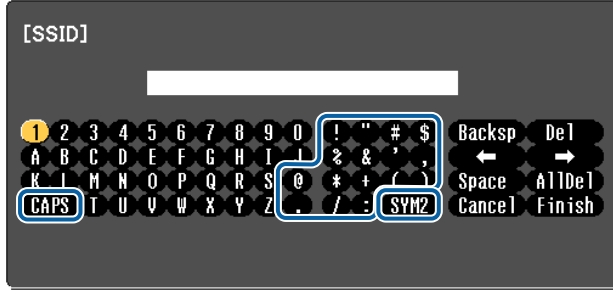 [SSID]
1 2 3 4 5 6 7 8 9 0 ! " # $ Backsp Del
A B C D E F G H I J % & ' , ← →
K L M N O P Q R S @ * + ( ) Space AllDel
CAPS T U V W X Y Z . / : SYM2 Cancel Finish